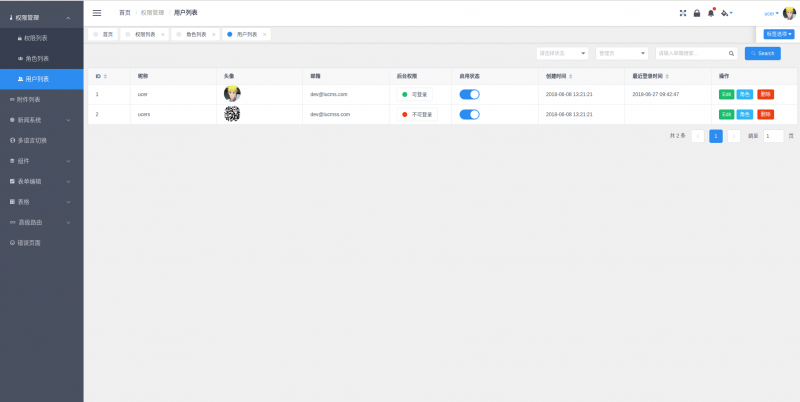 权限管理
权限列表
角色列表
用户列表
附件列表
新闻系统
多语言切换
组件
表单编辑
表格
高级路由
错误页面
首页 / 权限管理 / 用户列表
ucer
首页 权限列表 × 角色列表 × 用户列表 ×
标签选项
请选择状态 管理员 请输入邮箱搜索... Search
ID 昵称 头像 邮箱 后台权限 启用状态 创建时间 最近登录时间 操作
1 ucer dev@lucms.com 可登录 2018-06-08 13:21:21 2018-06-27 09:42:47 Edit 角色 删除
2 ucers dev@lucmss.com 不可登录 2018-06-08 13:21:21 Edit 角色 删除
共 2 条 < 1 > 跳至 1 页